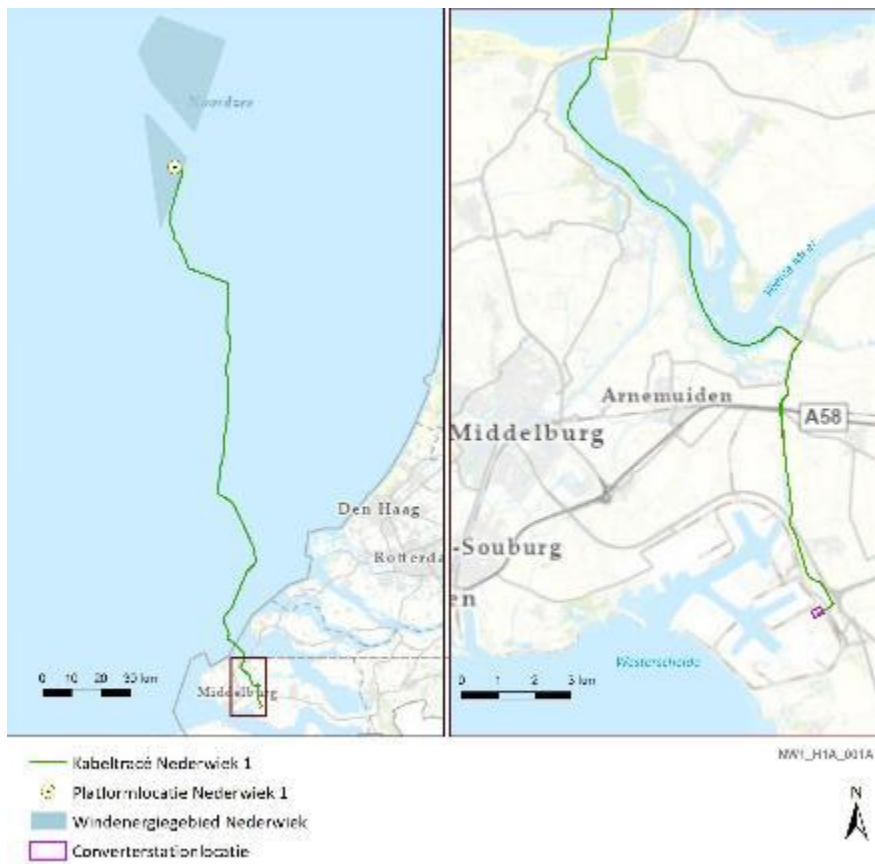 Noordzee
Den Haag
Rotterda
Middelburg
0 10 20 30 km
Arnemuiden
A58
Middelburg
-Souburg
en
Westerschelde
0 1 2 3 km
NW1_H1A_001A
N
Kabeltracé Nederwiek 1
Platformlocatie Nederwiek 1
Windenergiegebied Nederwiek
Converterstationlocatie